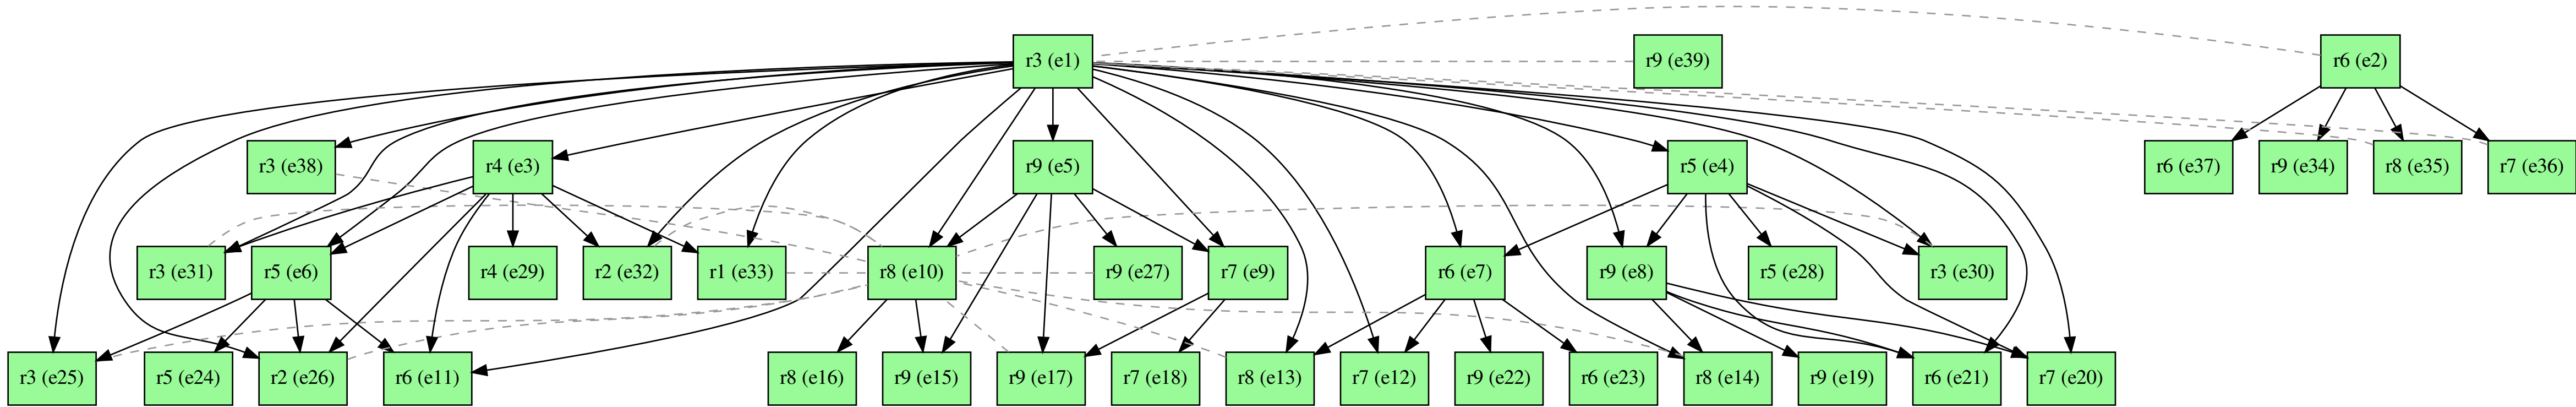 r3 (e1)
r9 (e39)
r6 (e2)
r3 (e38)
r4 (e3)
r9 (e5)
r5 (e4)
r6 (e37)
r9 (e34)
r8 (e35)
r7 (e36)
r3 (e31)
r5 (e6)
r4 (e29)
r2 (e32)
r1 (e33)
r8 (e10)
r9 (e27)
r7 (e9)
r6 (e7)
r9 (e8)
r5 (e28)
r3 (e30)
r3 (e25)
r5 (e24)
r2 (e26)
r6 (e11)
r8 (e16)
r9 (e15)
r9 (e17)
r7 (e18)
r8 (e13)
r7 (e12)
r9 (e22)
r6 (e23)
r8 (e14)
r9 (e19)
r6 (e21)
r7 (e20)